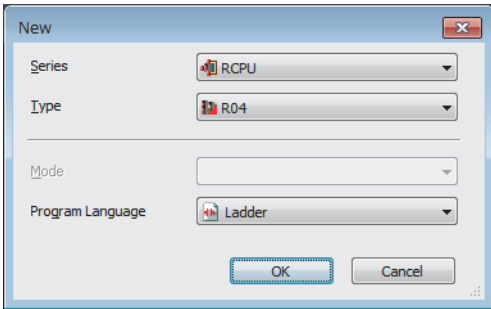 New
Series RCPU
Type R04
Mode
Program Language Ladder
OK Cancel